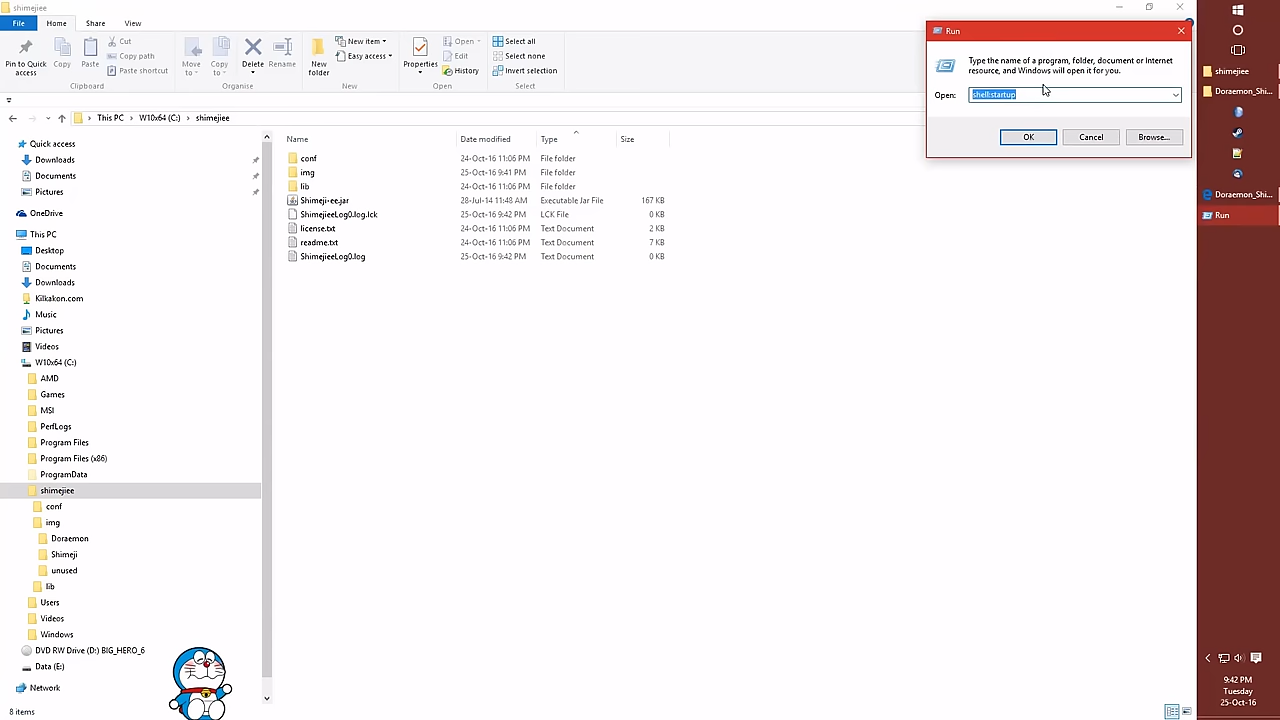 shimejiee
File
Home
Share
View
Pin to Quick access
Copy
Paste
Cut
Copy path
Paste shortcut
Clipboard
Move to
Copy to
Delete
Rename
Organise
New folder
New item
Easy access
New
Properties
Open
Edit
History
Open
Select all
Select none
Invert selection
Select
This PC > W10x64 (C:) > shimejiee
Name
Date modified
Type
Size
conf 24-Oct-16 11:06 PM File folder
img 25-Oct-16 9:41 PM File folder
lib 24-Oct-16 11:06 PM File folder
Shimeji-ee.jar 28-Jul-14 11:48 AM Executable Jar File 167 KB
ShimejieeLog0.log.lck 25-Oct-16 9:42 PM LCK File 0 KB
license.txt 24-Oct-16 11:06 PM Text Document 2 KB
readme.txt 24-Oct-16 11:06 PM Text Document 7 KB
ShimejieeLog0.log 25-Oct-16 9:42 PM Text Document 0 KB
Quick access
Downloads
Documents
Pictures
OneDrive
This PC
Desktop
Documents
Downloads
Kilkakon.com
Music
Pictures
Videos
W10x64 (C:)
AMD
Games
MSI
PerfLogs
Program Files
Program Files (x86)
ProgramData
shimejiee
conf
img
Doraemon
Shimeji
unused
lib
Users
Videos
Windows
DVD RW Drive (D:) BIG_HERO_6
Data (E:)
Network
8 items
Run
Type the name of a program, folder, document or Internet
resource, and Windows will open it for you.
Open: shell:startup
OK
Cancel
Browse...
shimejiee
Doraemon_Shi...
Doraemon_Shi...
Run
9:42 PM
Tuesday
25-Oct-16